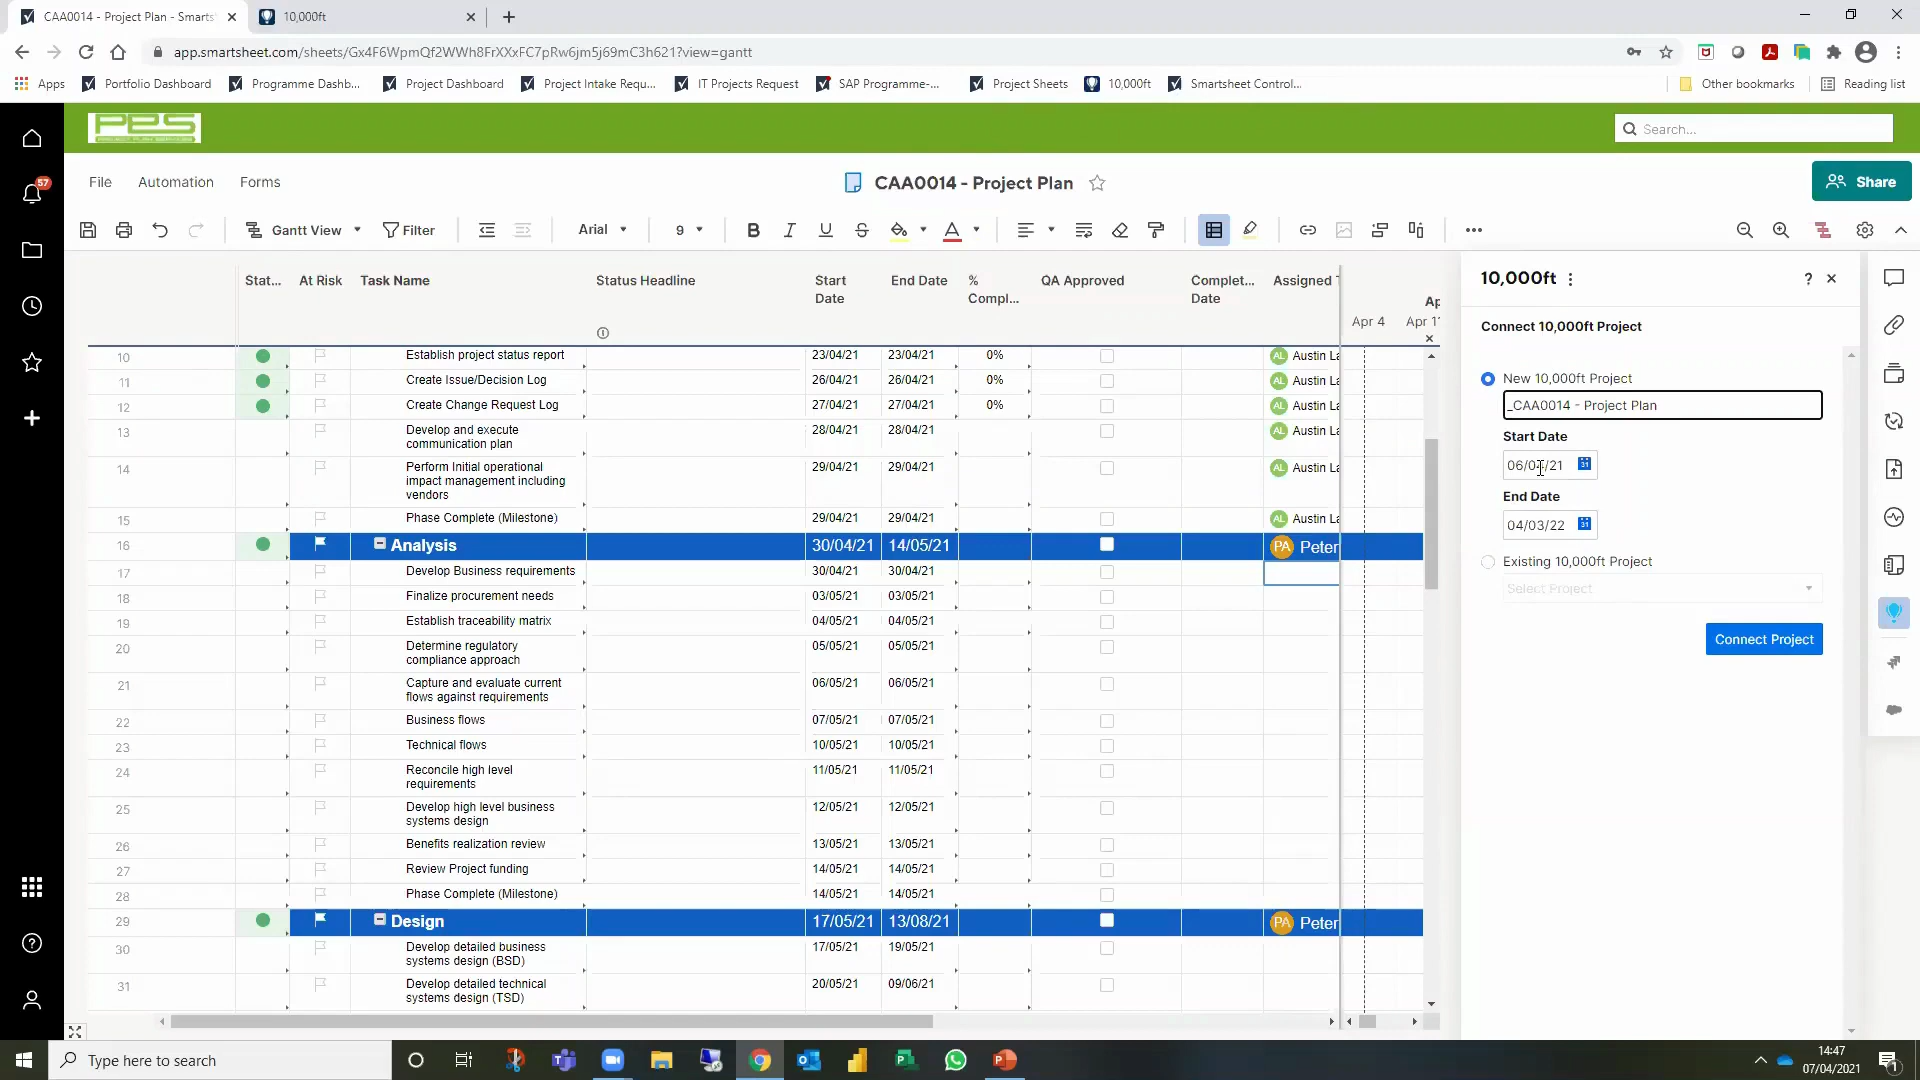 CAA0014 - Project Plan - Smarts
10,000ft
app.smartsheet.com/sheets/Gx4F6WpmQf2WWh8FrXXxFC7pRw6jm5j69mC3h621?view=gantt
Apps
Portfolio Dashboard
Programme Dashb...
Project Dashboard
Project Intake Requ...
IT Projects Request
SAP Programme-...
Project Sheets
10,000ft
Smartsheet Control...
Other bookmarks
Reading list
PBS
Search...
57
File
Automation
Forms
CAA0014 - Project Plan
Share
Gantt View
Filter
Arial
9
B
I
U
S
A
Stat...
At Risk
Task Name
Status Headline
Start Date
End Date
% Compl...
QA Approved
Complet... Date
Assigned T
Ap
Apr 4
Apr 1
10 Establish project status report 23/04/21 23/04/21 0% AL Austin La
11 Create Issue/Decision Log 26/04/21 26/04/21 0% AL Austin La
12 Create Change Request Log 27/04/21 27/04/21 0% AL Austin La
13 Develop and execute communication plan 28/04/21 28/04/21 AL Austin La
14 Perform Initial operational impact management including vendors 29/04/21 29/04/21 AL Austin La
15 Phase Complete (Milestone) 29/04/21 29/04/21 AL Austin La
16 Analysis 30/04/21 14/05/21 PA Peter
17 Develop Business requirements 30/04/21 30/04/21
18 Finalize procurement needs 03/05/21 03/05/21
19 Establish traceability matrix 04/05/21 04/05/21
20 Determine regulatory compliance approach 05/05/21 05/05/21
21 Capture and evaluate current flows against requirements 06/05/21 06/05/21
22 Business flows 07/05/21 07/05/21
23 Technical flows 10/05/21 10/05/21
24 Reconcile high level requirements 11/05/21 11/05/21
25 Develop high level business systems design 12/05/21 12/05/21
26 Benefits realization review 13/05/21 13/05/21
27 Review Project funding 14/05/21 14/05/21
28 Phase Complete (Milestone) 14/05/21 14/05/21
29 Design 17/05/21 13/08/21 PA Peter
30 Develop detailed business systems design (BSD) 17/05/21 19/05/21
31 Develop detailed technical systems design (TSD) 20/05/21 09/06/21
10,000ft
?
Connect 10,000ft Project
New 10,000ft Project
_CAA0014 - Project Plan
Start Date
31
End Date
04/03/22
31
Existing 10,000ft Project
Select Project
Connect Project
Type here to search
14:47
07/04/2021
1